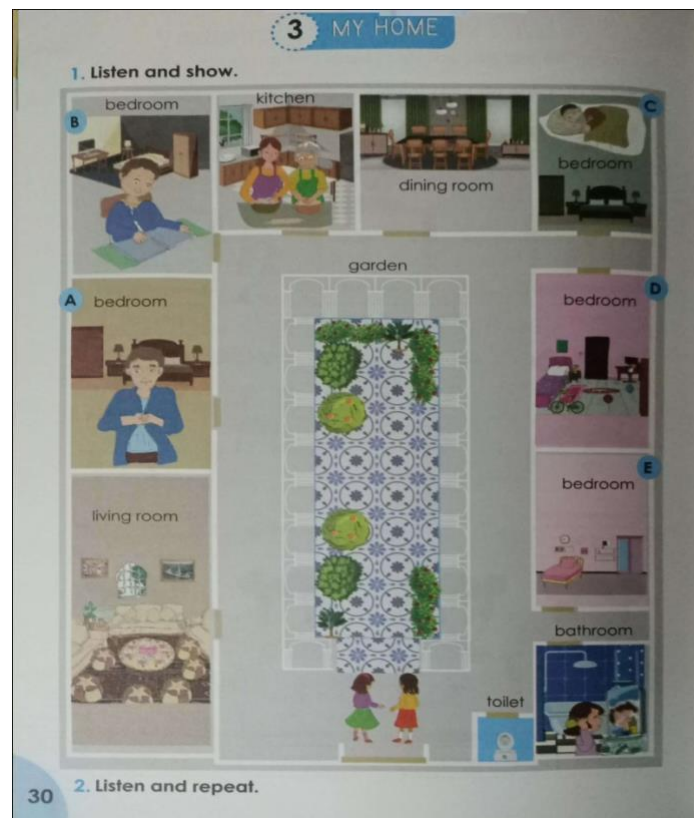 3 MY HOME
1. Listen and show.
B bedroom
kitchen
dining room
C bedroom
garden
A bedroom
D bedroom
living room
E bedroom
bathroom
toilet
2. Listen and repeat.
30